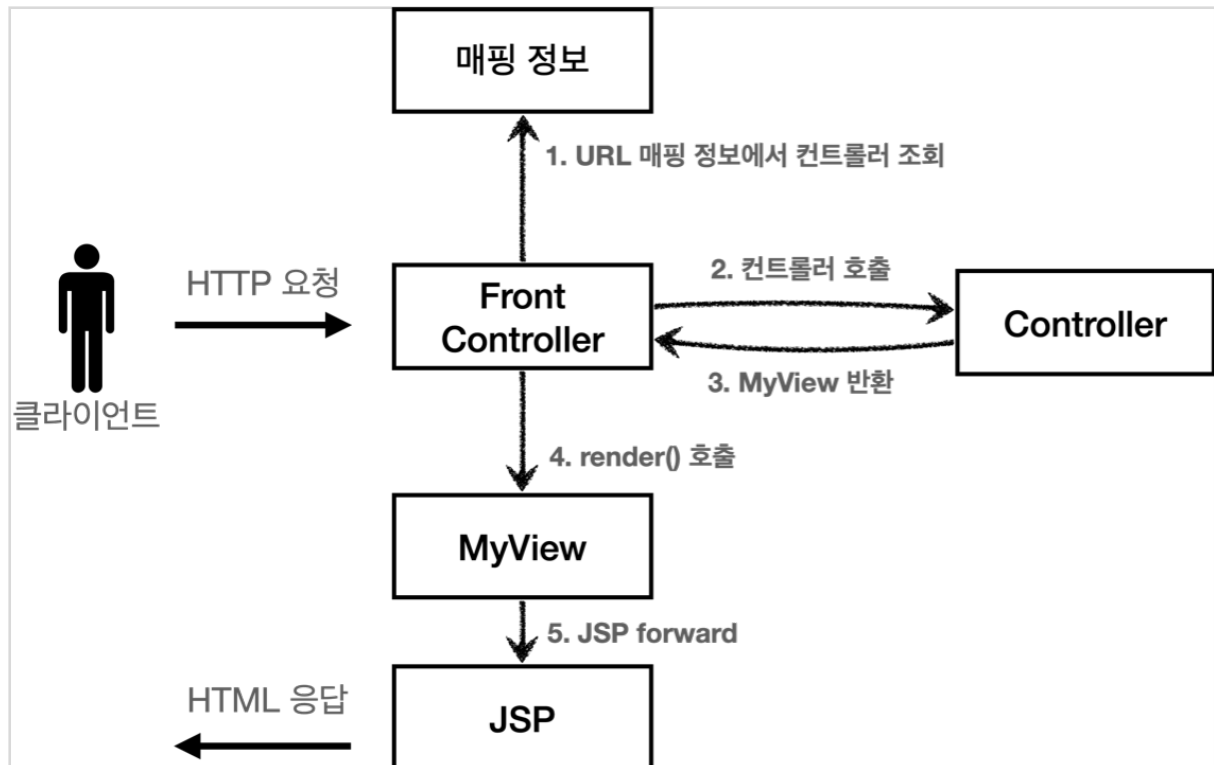 매핑 정보
1. URL 매핑 정보에서 컨트롤러 조회
HTTP 요청
Front
Controller
2. 컨트롤러 호출
Controller
3. MyView 반환
클라이언트
4. render() 호출
MyView
5. JSP forward
HTML 응답
JSP